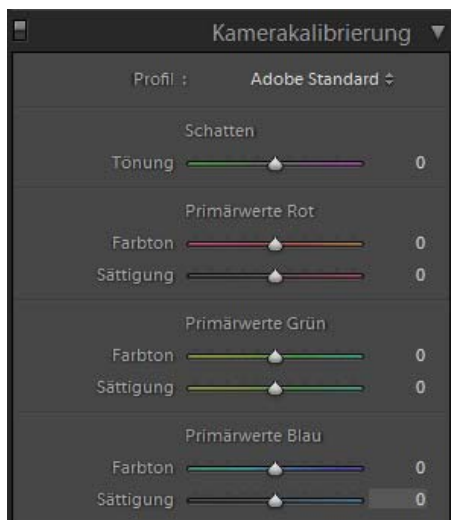 Kamerakalibrierung
Profil : Adobe Standard
Schatten
Tönung 0
Primärwerte Rot
Farbton 0
Sättigung 0
Primärwerte Grün
Farbton 0
Sättigung 0
Primärwerte Blau
Farbton 0
Sättigung 0